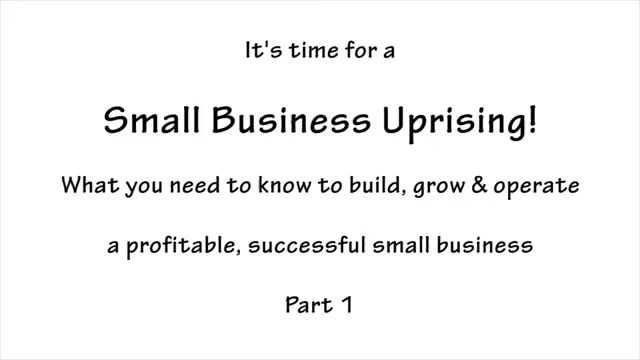 It's time for a
Small Business Uprising!
What you need to know to build, grow & operate
a profitable, successful small business
Part 1